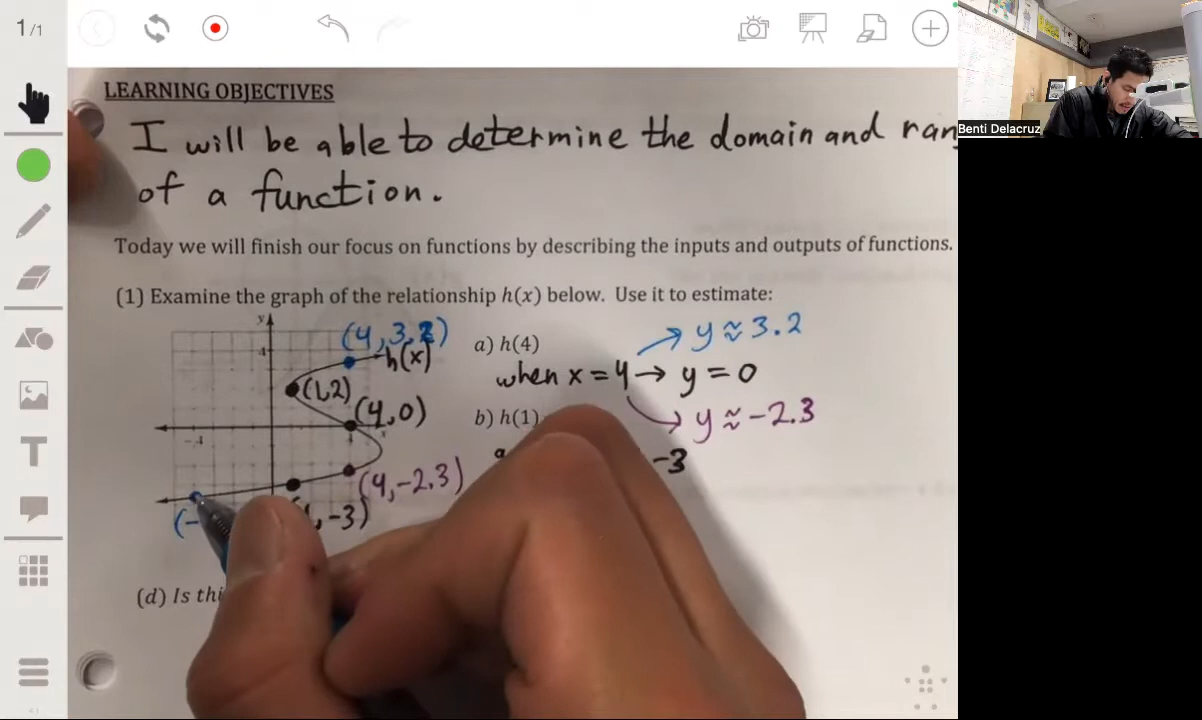 1/1
LEARNING OBJECTIVES
I will be able to determine the domain and ran
of a function.
Today we will finish our focus on functions by describing the inputs and outputs of functions.
(1) Examine the graph of the relationship h(x) below. Use it to estimate:
y
4
(4,3.2)
h(x)
(1,2)
(4,0)
-4
(4,-2.3)
(-
,-3)
a) h(4)
y≈3.2
when x=4→ y=0
y≈-2.3
b) h(1)
a
-3
(d) Is thi
Benti Delacruz
T